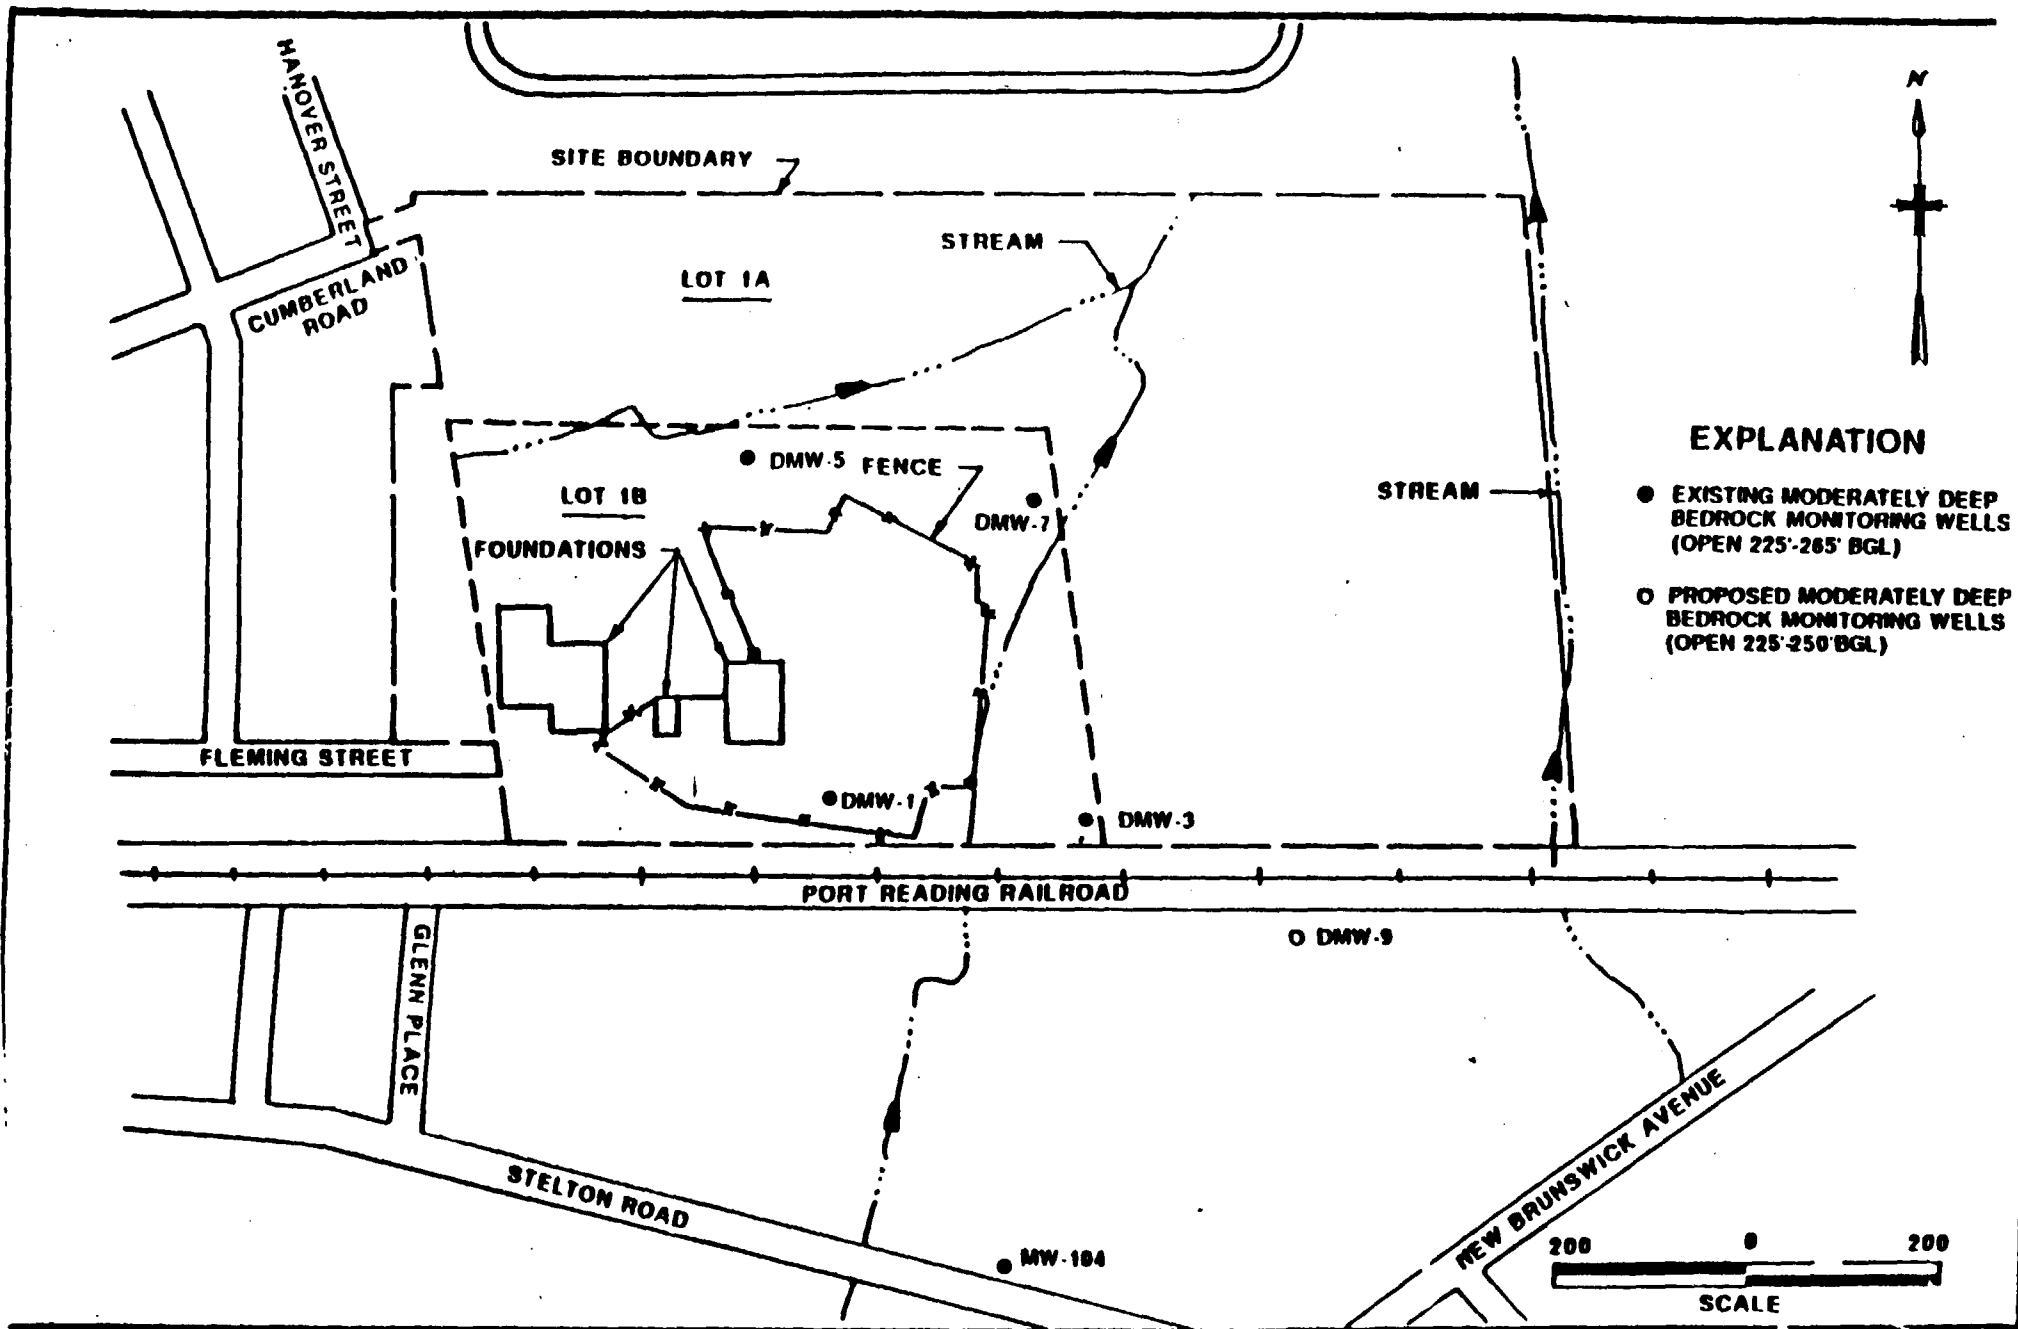 HANOVER STREET
N
SITE BOUNDARY
STREAM
LOT 1A
CUMBERLAND
ROAD
EXPLANATION
DMW-5
FENCE
STREAM
LOT 1B
● EXISTING MODERATELY DEEP
BEDROCK MONITORING WELLS
(OPEN 225'-265' BGL)
DMW-7
FOUNDATIONS
O PROPOSED MODERATELY DEEP
BEDROCK MONITORING WELLS
(OPEN 225'-250' BGL)
FLEMING STREET
DMW-1
DMW-3
PORT READING RAILROAD
DMW-9
GLENN PLACE
NEW BRUNSWICK AVENUE
STELTON ROAD
MW-104
200 0 200
SCALE